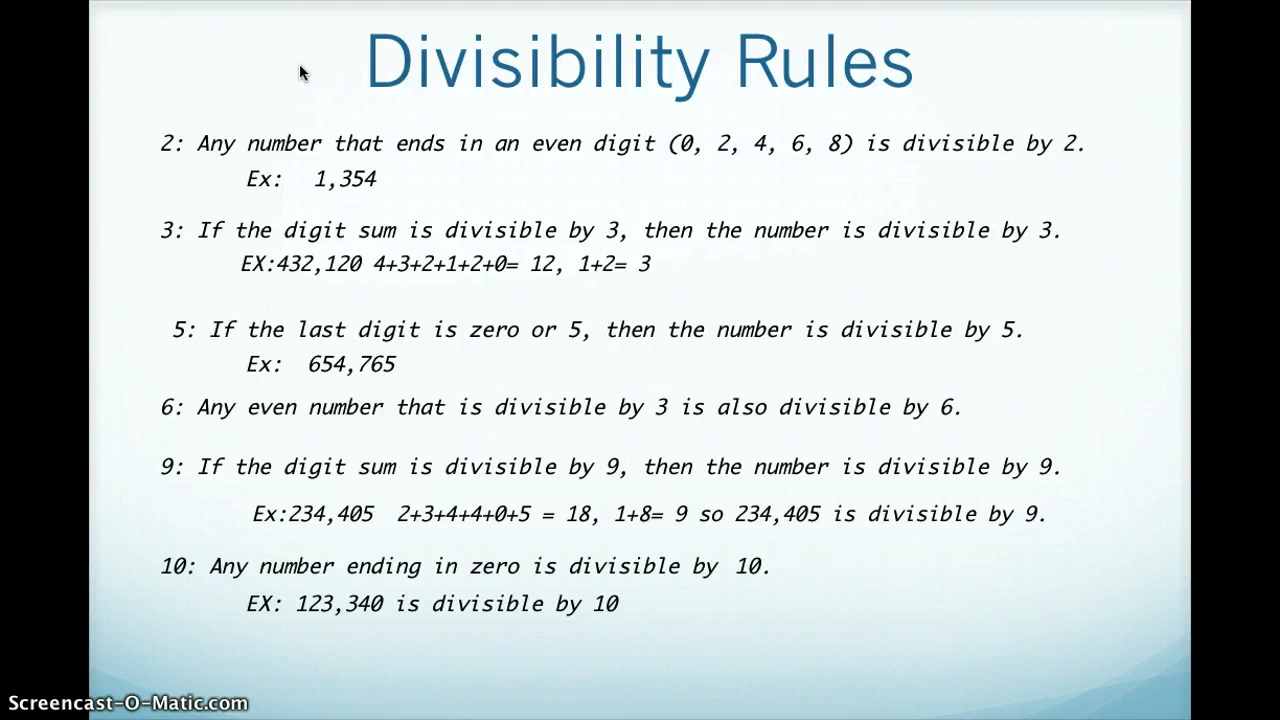 Divisibility Rules
2: Any number that ends in an even digit (0, 2, 4, 6, 8) is divisible by 2.
Ex: 1,354
3: If the digit sum is divisible by 3, then the number is divisible by 3.
EX:432,120 4+3+2+1+2+0= 12, 1+2= 3
5: If the last digit is zero or 5, then the number is divisible by 5.
Ex: 654,765
6: Any even number that is divisible by 3 is also divisible by 6.
9: If the digit sum is divisible by 9, then the number is divisible by 9.
Ex:234,405 2+3+4+4+0+5 = 18, 1+8= 9 so 234,405 is divisible by 9.
10: Any number ending in zero is divisible by 10.
EX: 123,340 is divisible by 10
Screencast-O-Matic.com